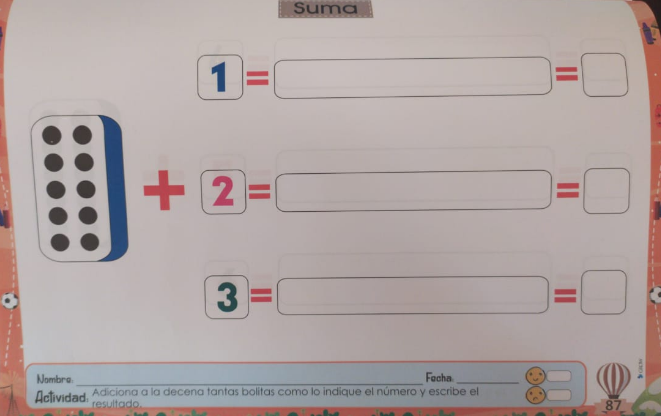 Suma
1 =
=
+ 2 =
=
3 =
=
Nombre:
Fecha:
Actividad: Adiciona a la decena tantas bolitas como lo indique el número y escribe el
resultado.
87